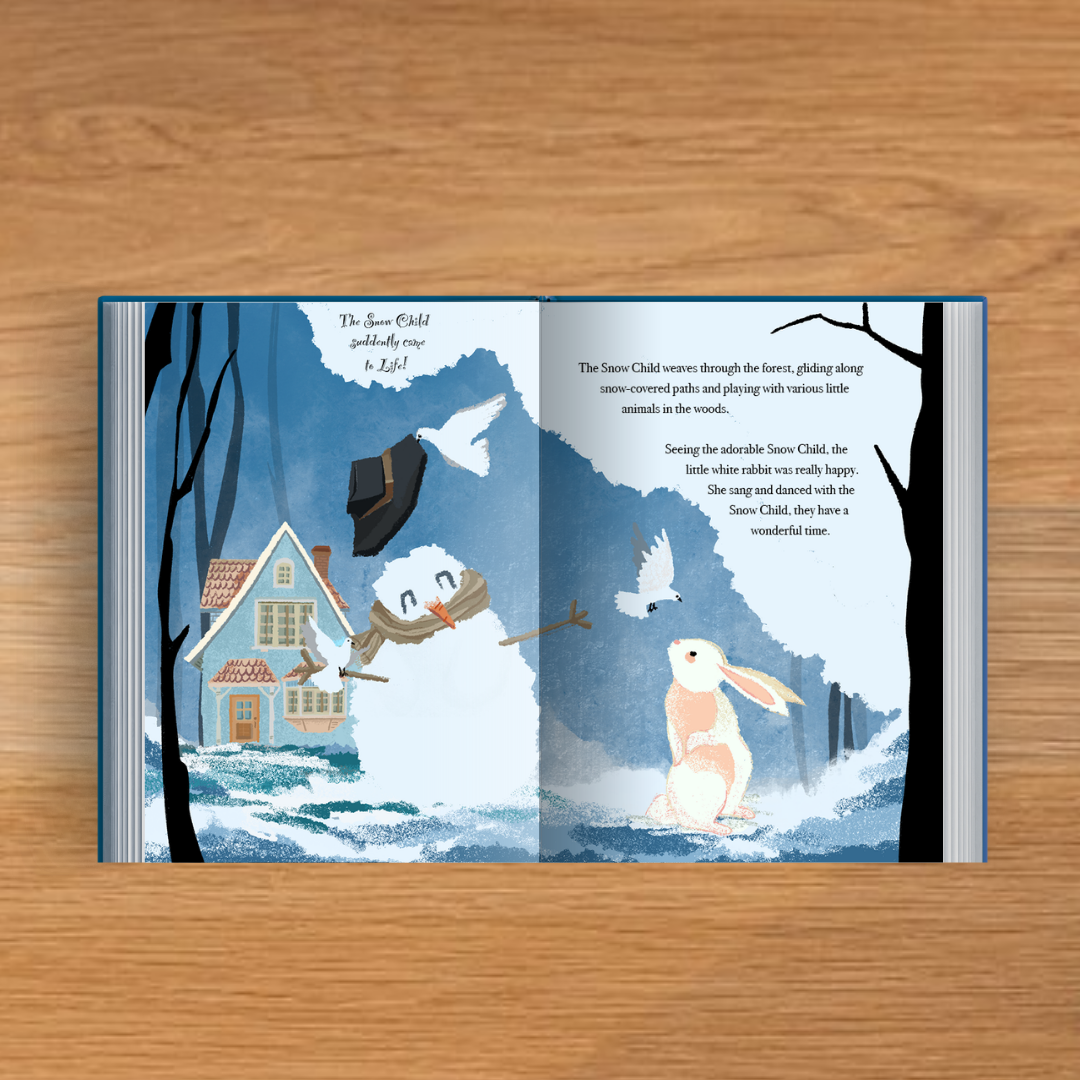 The Snow Child
suddently came
to Life!
The Snow Child weaves through the forest, gliding along
snow-covered paths and playing with various little
animals in the woods.
Seeing the adorable Snow Child, the
little white rabbit was really happy.
She sang and danced with the
Snow Child, they have a
wonderful time.